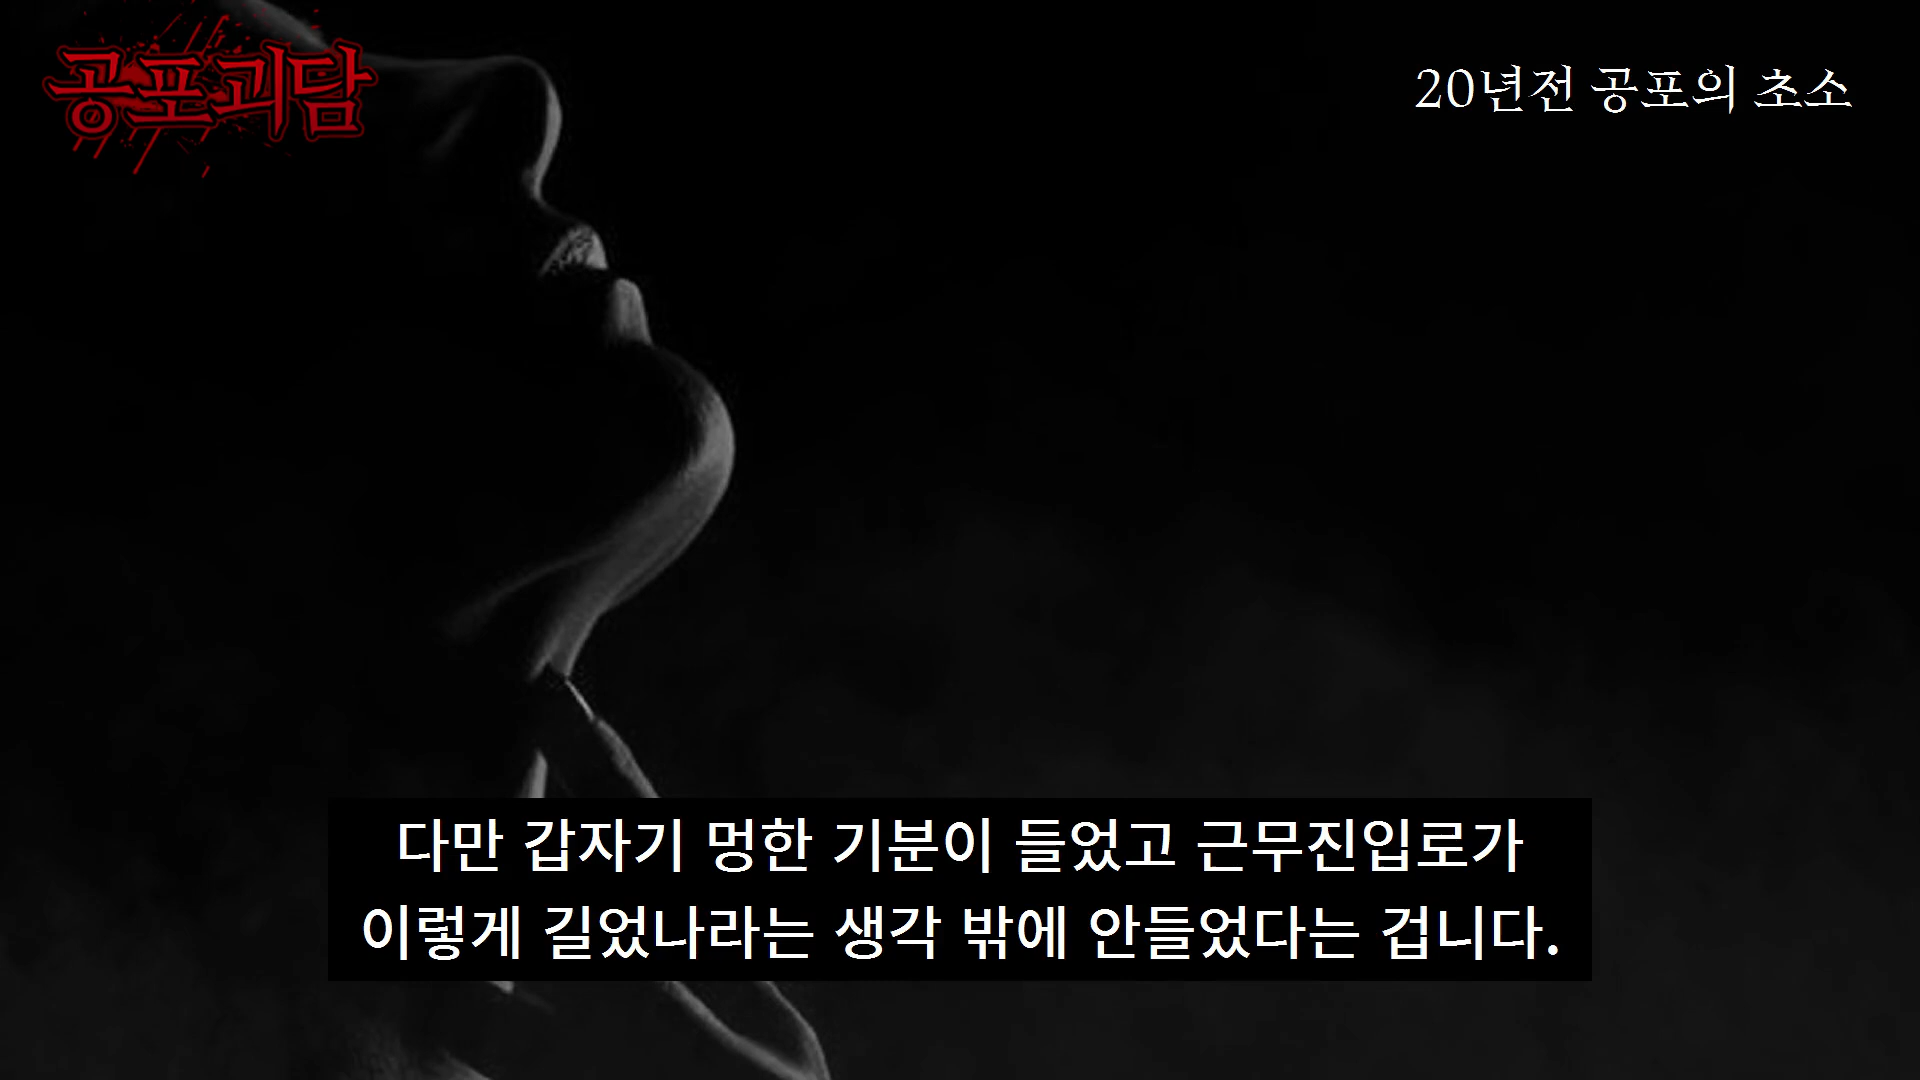 공포괴담
20년전 공포의 초소
다만 갑자기 멍한 기분이 들었고 근무진입로가
이렇게 길었나라는 생각 밖에 안들었다는 겁니다.